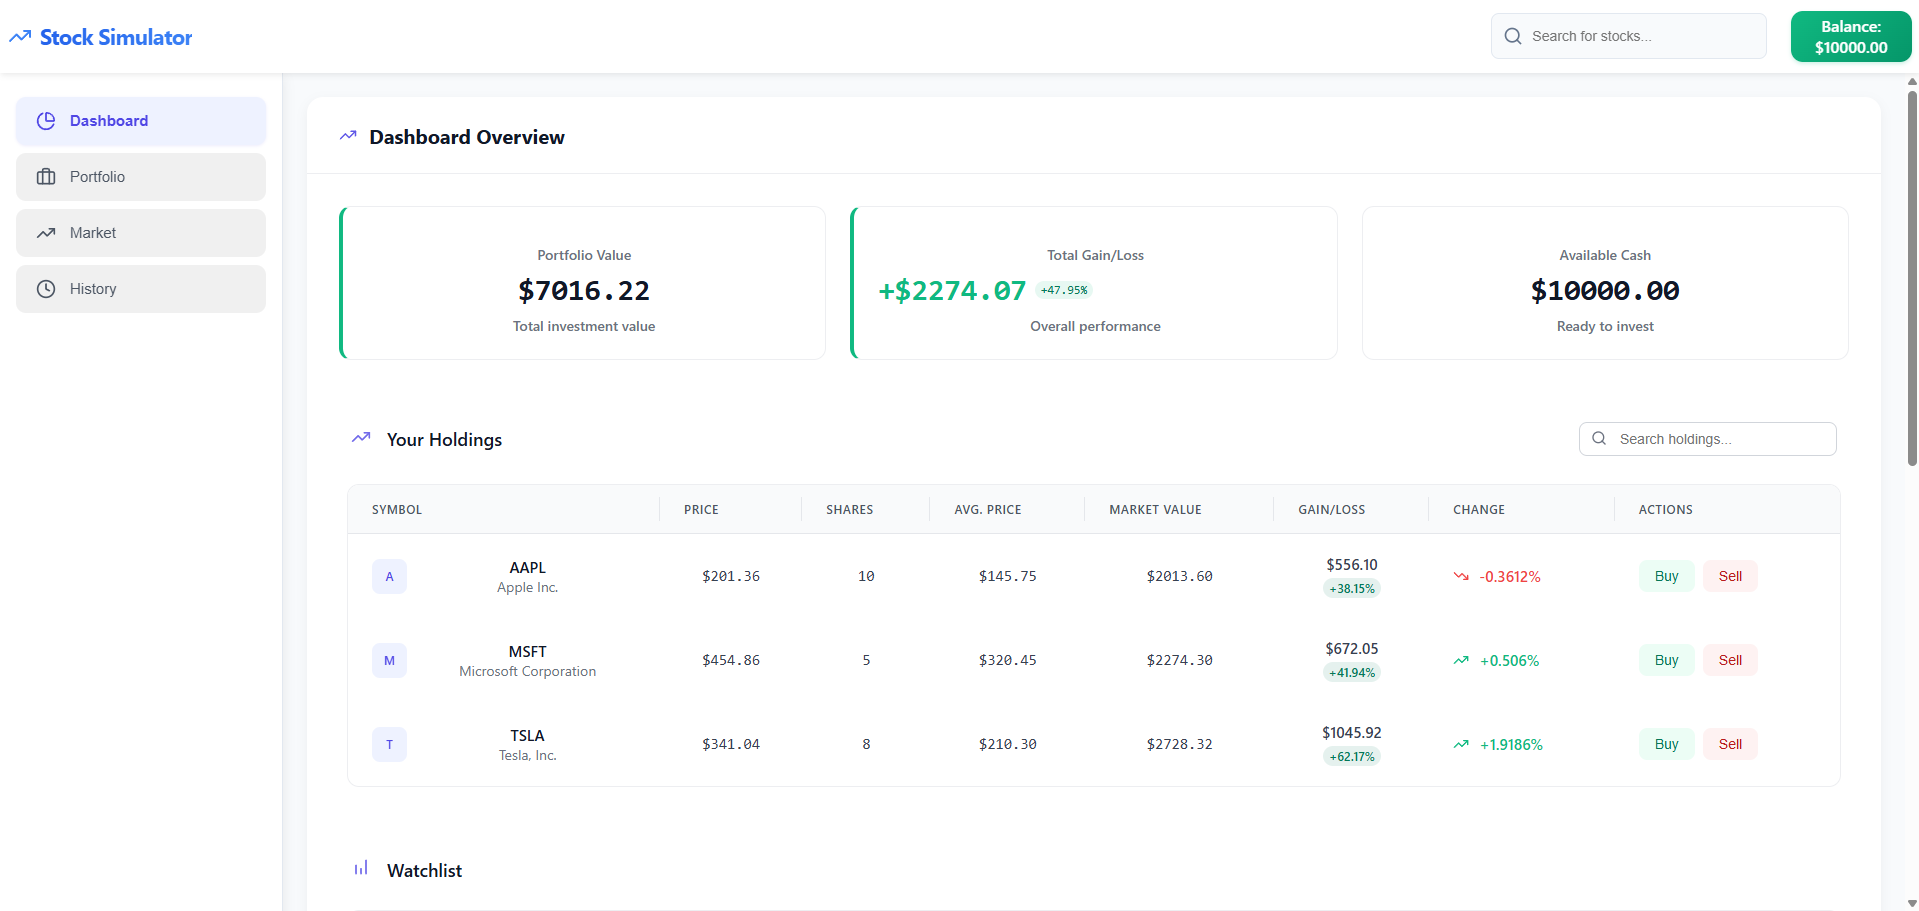 Stock Simulator
Search for stocks...
Balance:
$10000.00
Dashboard
Portfolio
Market
History
Dashboard Overview
Portfolio Value
$7016.22
Total investment value
Total Gain/Loss
+$2274.07 +47.95%
Overall performance
Available Cash
$10000.00
Ready to invest
Your Holdings
Search holdings...
SYMBOL PRICE SHARES AVG. PRICE MARKET VALUE GAIN/LOSS CHANGE ACTIONS
A AAPL $201.36 10 $145.75 $2013.60 $556.10 -0.3612% Buy Sell
Apple Inc. +38.15%
M MSFT $454.86 5 $320.45 $2274.30 $672.05 +0.506% Buy Sell
Microsoft Corporation +41.94%
T TSLA $341.04 8 $210.30 $2728.32 $1045.92 +1.9186% Buy Sell
Tesla, Inc. +62.17%
Watchlist